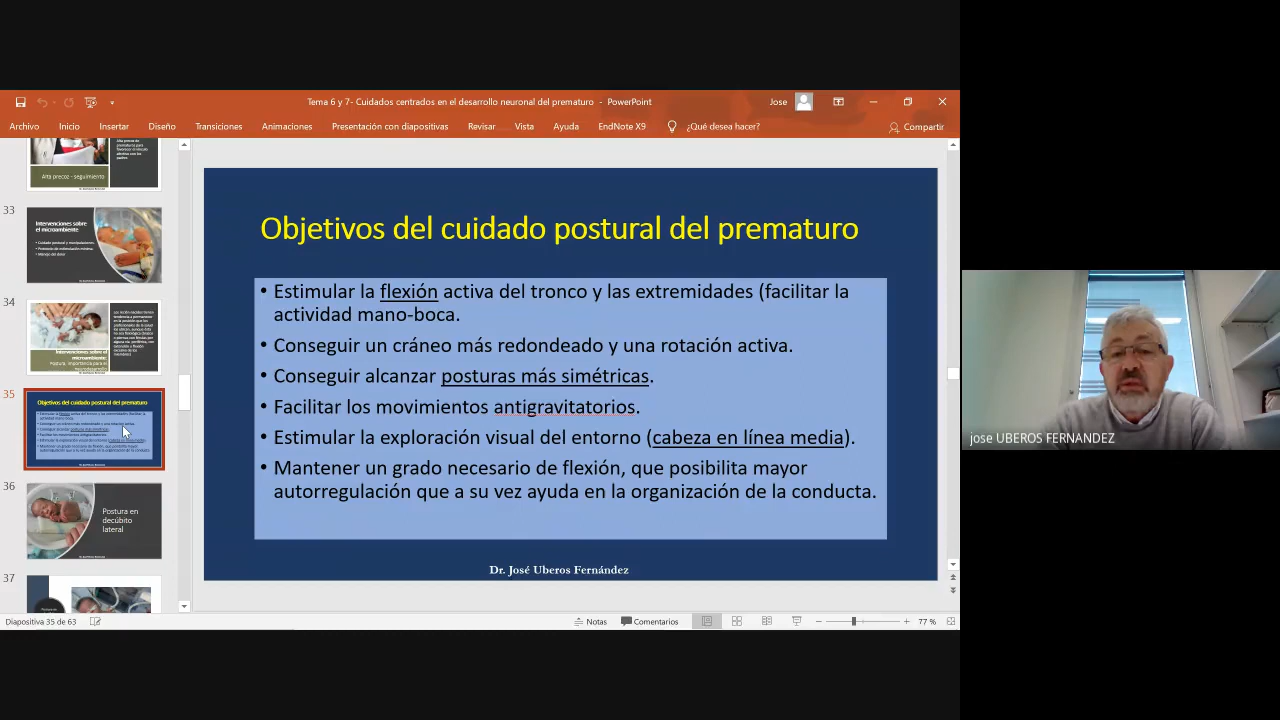 Tema 6 y 7- Cuidados centrados en el desarrollo neuronal del prematuro - PowerPoint
Jose
Archivo Inicio Insertar Diseño Transiciones Animaciones Presentación con diapositivas Revisar Vista Ayuda EndNote X9 ¿Qué desea hacer? Compartir
Alta precoz - seguimiento
33
Intervenciones sobre
el microambiente
34
35
Objetivos del cuidado postural del prematuro
36
Postura en
decúbito
lateral
37
Objetivos del cuidado postural del prematuro
• Estimular la flexión activa del tronco y las extremidades (facilitar la
actividad mano-boca.
• Conseguir un cráneo más redondeado y una rotación activa.
• Conseguir alcanzar posturas más simétricas.
• Facilitar los movimientos antigravitatorios.
• Estimular la exploración visual del entorno (cabeza en línea media).
• Mantener un grado necesario de flexión, que posibilita mayor
autorregulación que a su vez ayuda en la organización de la conducta.
Dr. José Uberos Fernández
jose UBEROS FERNANDEZ
Diapositiva 35 de 63
Notas Comentarios 77 %